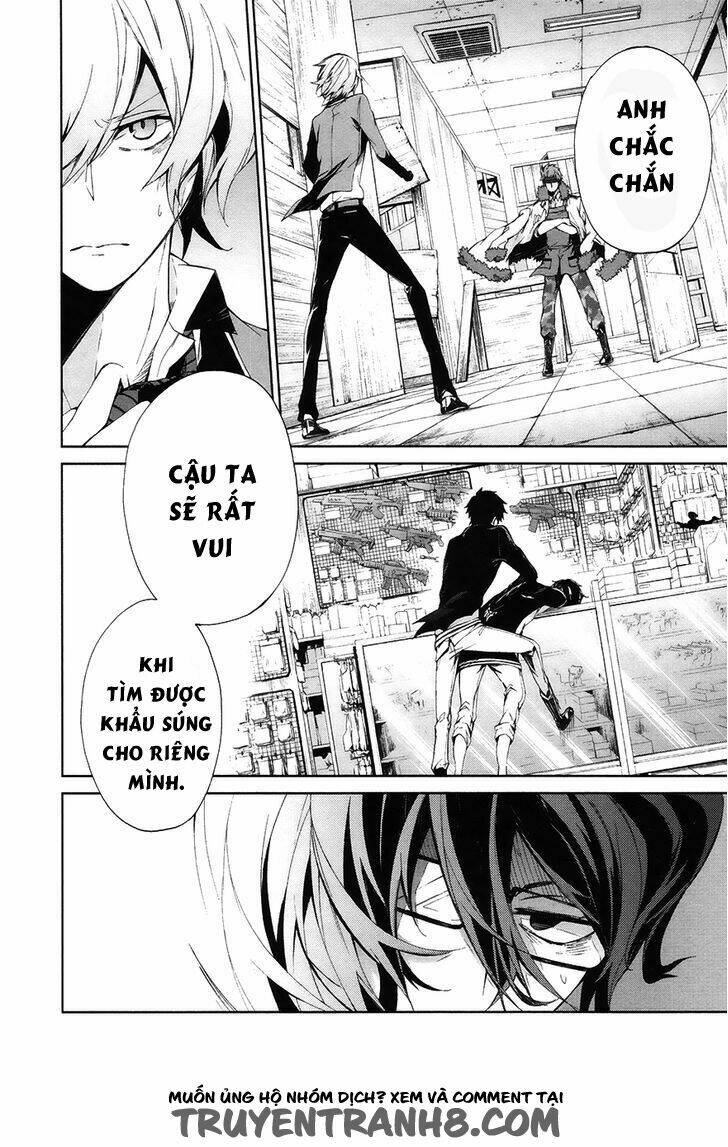 ANH
CHẮC
CHẮN
CẬU TA
SẼ RẤT
VUI
KHI
TÌM ĐƯỢC
KHẨU SÚNG
CHO RIÊNG
MÌNH.
MUỐN ỦNG HỘ NHÓM DỊCH? XEM VÀ COMMENT TẠI
TRUYENTRANH8.COM